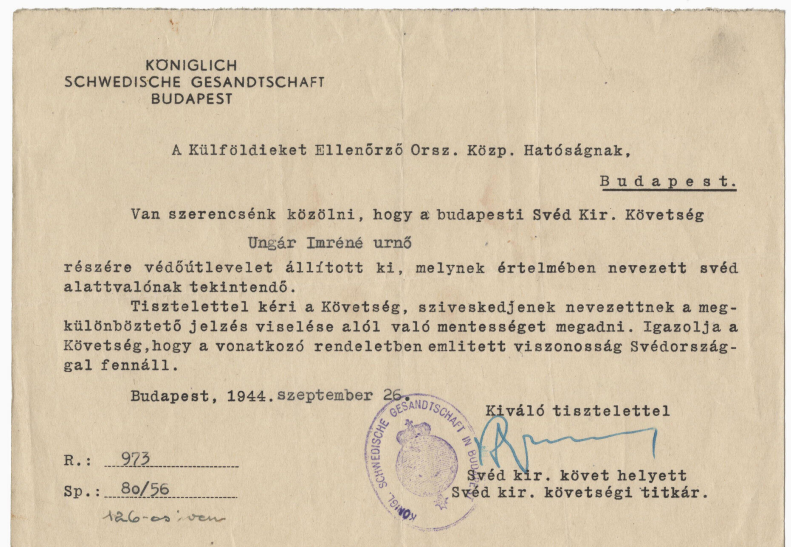 KÖNIGLICH
SCHWEDISCHE GESANDTSCHAFT
BUDAPEST
A Külföldieket Ellenőrző Orsz. Közp. Hatóságnak,
Budapest.
Van szerencsénk közölni, hogy a budapesti Svéd Kir. Követség
Ungár Imréné urnő
részére védőútlevelet állított ki, melynek értelmében nevezett svéd
alattvalónak tekintendő.
Tisztelettel kéri a Követség, sziveskedjenek nevezettnek a meg-
különböztető jelzés viselése alól való mentességet megadni. Igazolja a
Követség,hogy a vonatkozó rendeletben emlitett viszonosság Svédország-
gal fennáll.
Budapest, 1944.szeptember 26.
Kiváló tisztelettel
KÖNIGL. SCHWEDISCHE GESANDTSCHAFT IN BUDAPEST
Svéd kir. követ helyett
Svéd kir. követségi titkár.
R.: 973
Sp.: 80/56
126-os